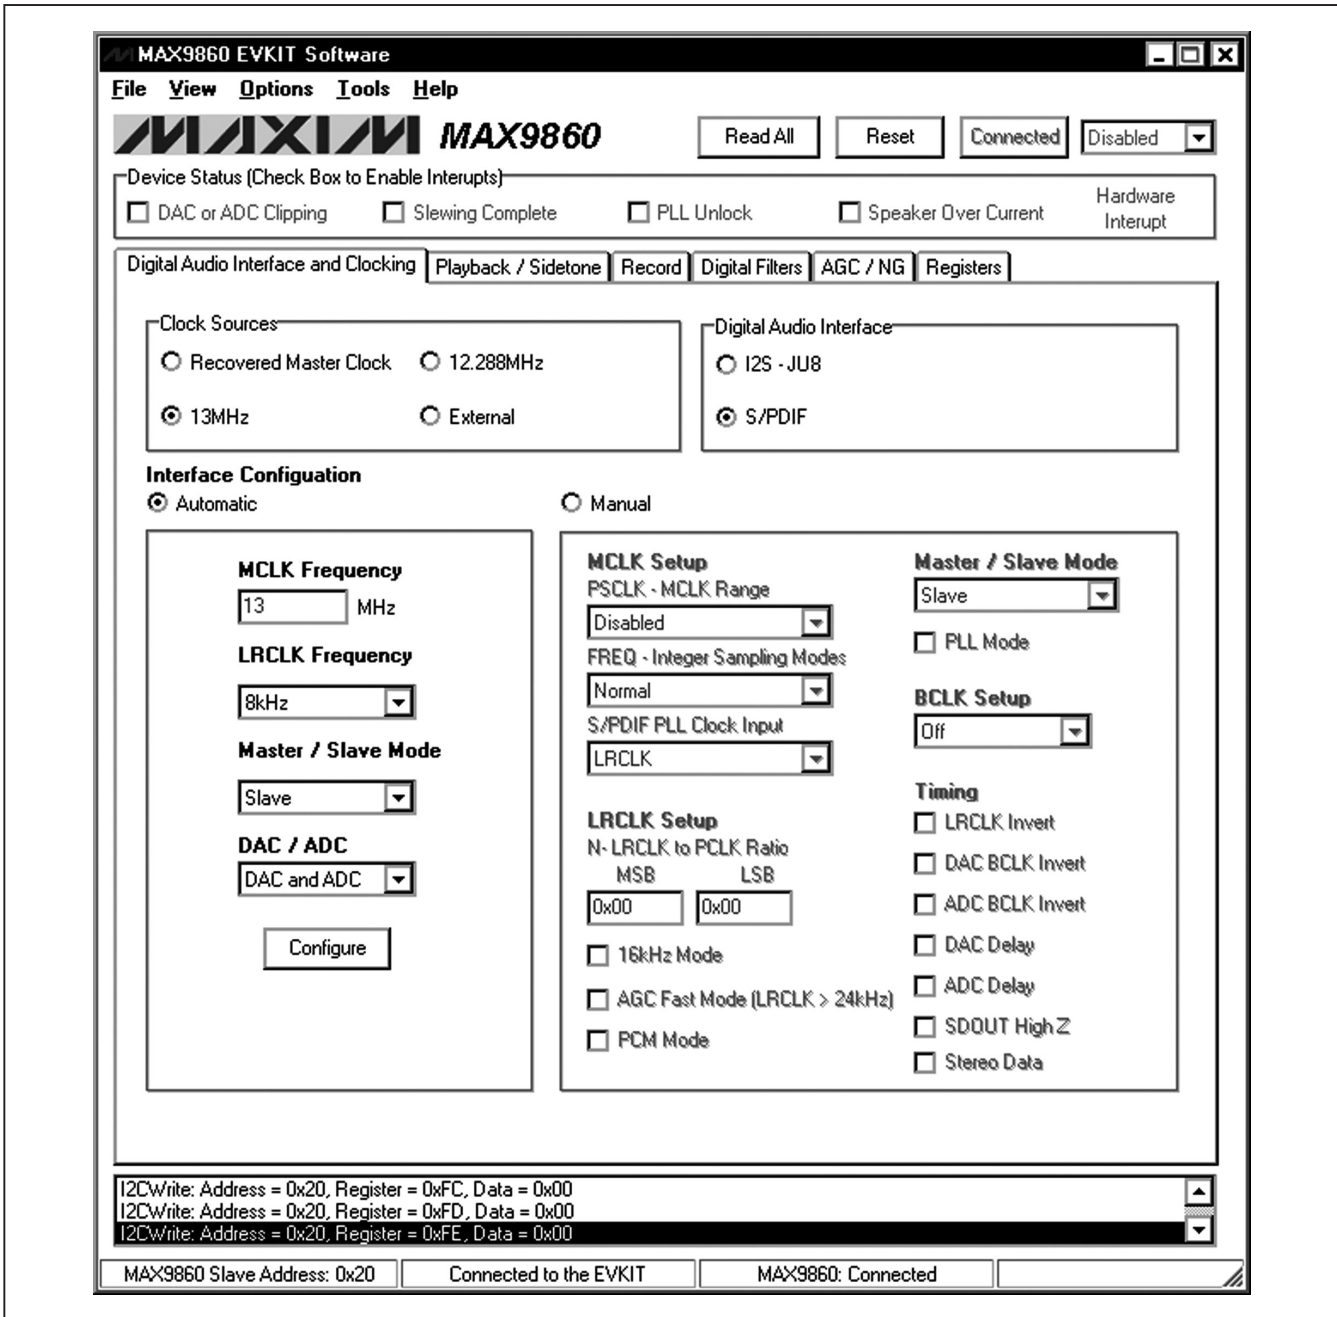 MAX9860 EVKIT Software
File View Options Tools Help
MAXIM MAX9860 Read All Reset Connected Disabled
Device Status (Check Box to Enable Interupts)
DAC or ADC Clipping Slewing Complete PLL Unlock Speaker Over Current Hardware Interupt
Digital Audio Interface and Clocking Playback / Sidetone Record Digital Filters AGC / NG Registers
Clock Sources
Recovered Master Clock 12.288MHz
13MHz External
Digital Audio Interface
I2S - JU8
S/PDIF
Interface Configuation
Automatic Manual
MCLK Frequency
13 MHz
LRCLK Frequency
8kHz
Master / Slave Mode
Slave
DAC / ADC
DAC and ADC
Configure
MCLK Setup
PSCLK - MCLK Range
Disabled
FREQ - Integer Sampling Modes
Normal
S/PDIF PLL Clock Input
LRCLK
LRCLK Setup
N- LRCLK to PCLK Ratio
MSB LSB
0x00 0x00
16kHz Mode
AGC Fast Mode (LRCLK > 24kHz)
PCM Mode
Master / Slave Mode
Slave
PLL Mode
BCLK Setup
Off
Timing
LRCLK Invert
DAC BCLK Invert
ADC BCLK Invert
DAC Delay
ADC Delay
SDOUT High Z
Stereo Data
I2CWrite: Address = 0x20, Register = 0xFC, Data = 0x00
I2CWrite: Address = 0x20, Register = 0xFD, Data = 0x00
I2CWrite: Address = 0x20, Register = 0xFE, Data = 0x00
MAX9860 Slave Address: 0x20 Connected to the EVKIT MAX9860: Connected